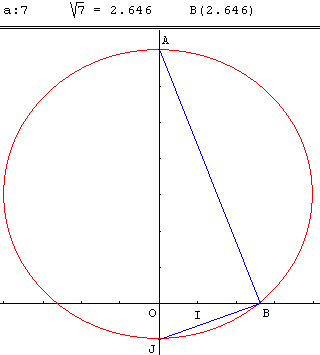 a:7 √7 = 2.646 B(2.646)
A
O I B
J